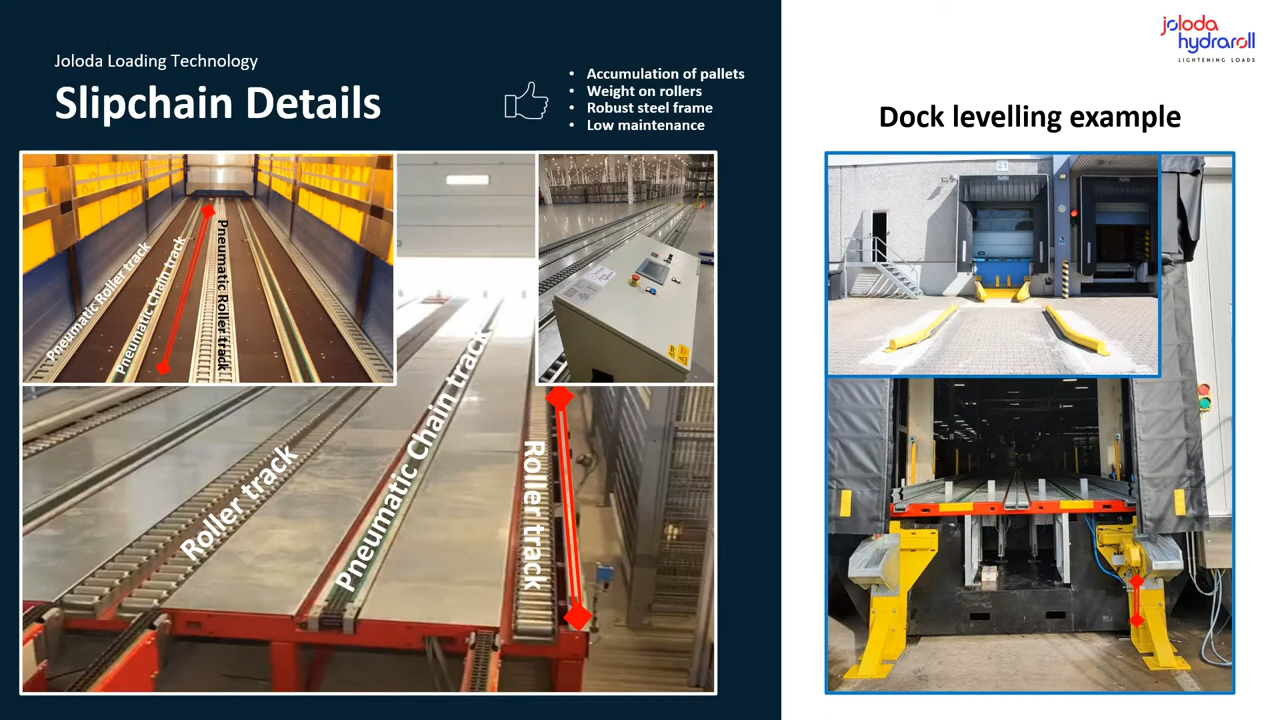 Joloda Loading Technology
Slipchain Details
• Accumulation of pallets
• Weight on rollers
• Robust steel frame
• Low maintenance
joloda
hydraroll
LIGHTENING LOADS
Dock levelling example
Pneumatic Roller track
Pneumatic Chain track
Pneumatic Roller track
Roller track
Pneumatic Chain track
Roller track
21